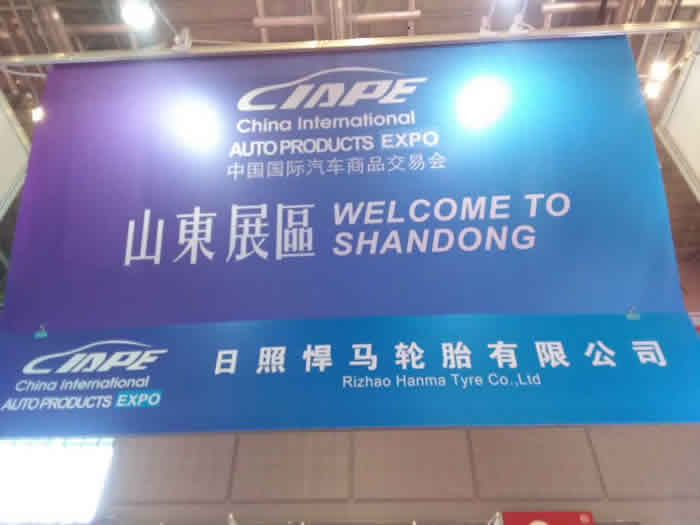 CIAPE
China International
AUTO PRODUCTS EXPO
中国国际汽车商品交易会
山東展區
WELCOME TO
SHANDONG
CIAPE
China International
AUTO PRODUCTS EXPO
日照悍马轮胎有限公司
Rizhao Hanma Tyre Co.,Ltd